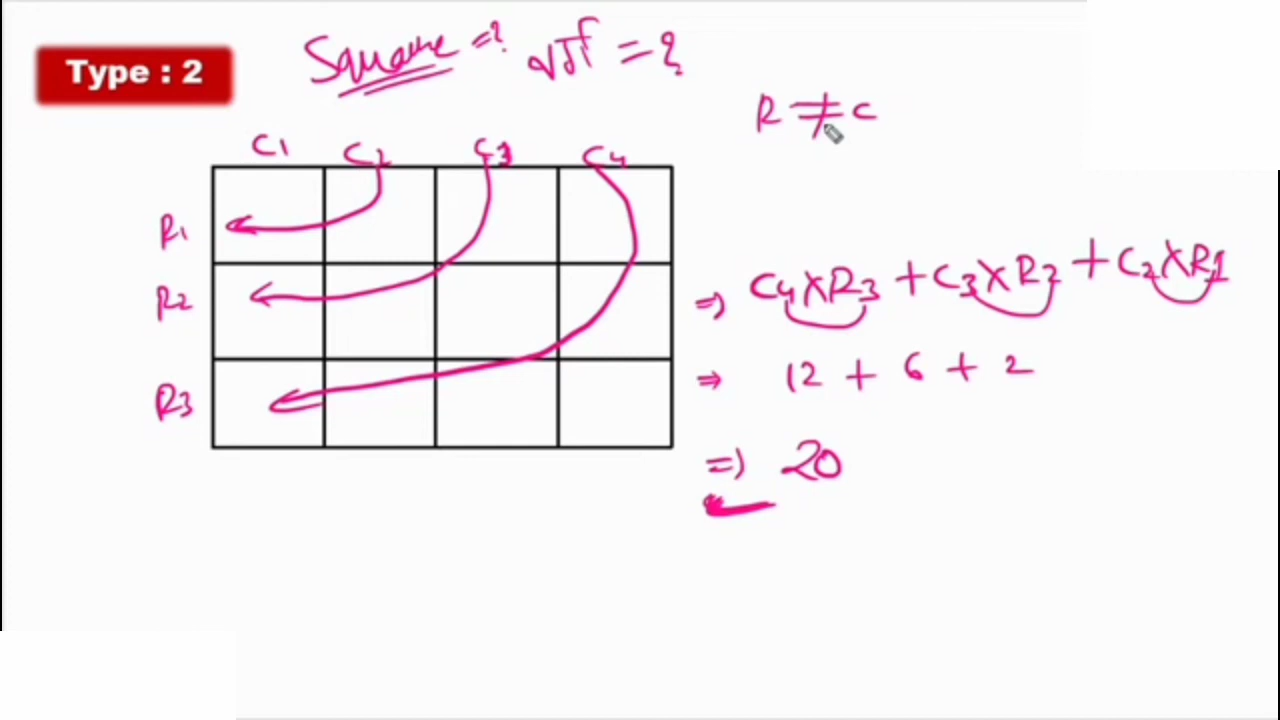 Type : 2
Square = ?
= ?
R ≠ C
C1 C2 C3 C4
R1
R2
R3
⇒ C4×R3 + C3×R2 + C2×R1
⇒ 12 + 6 + 2
⇒ 20